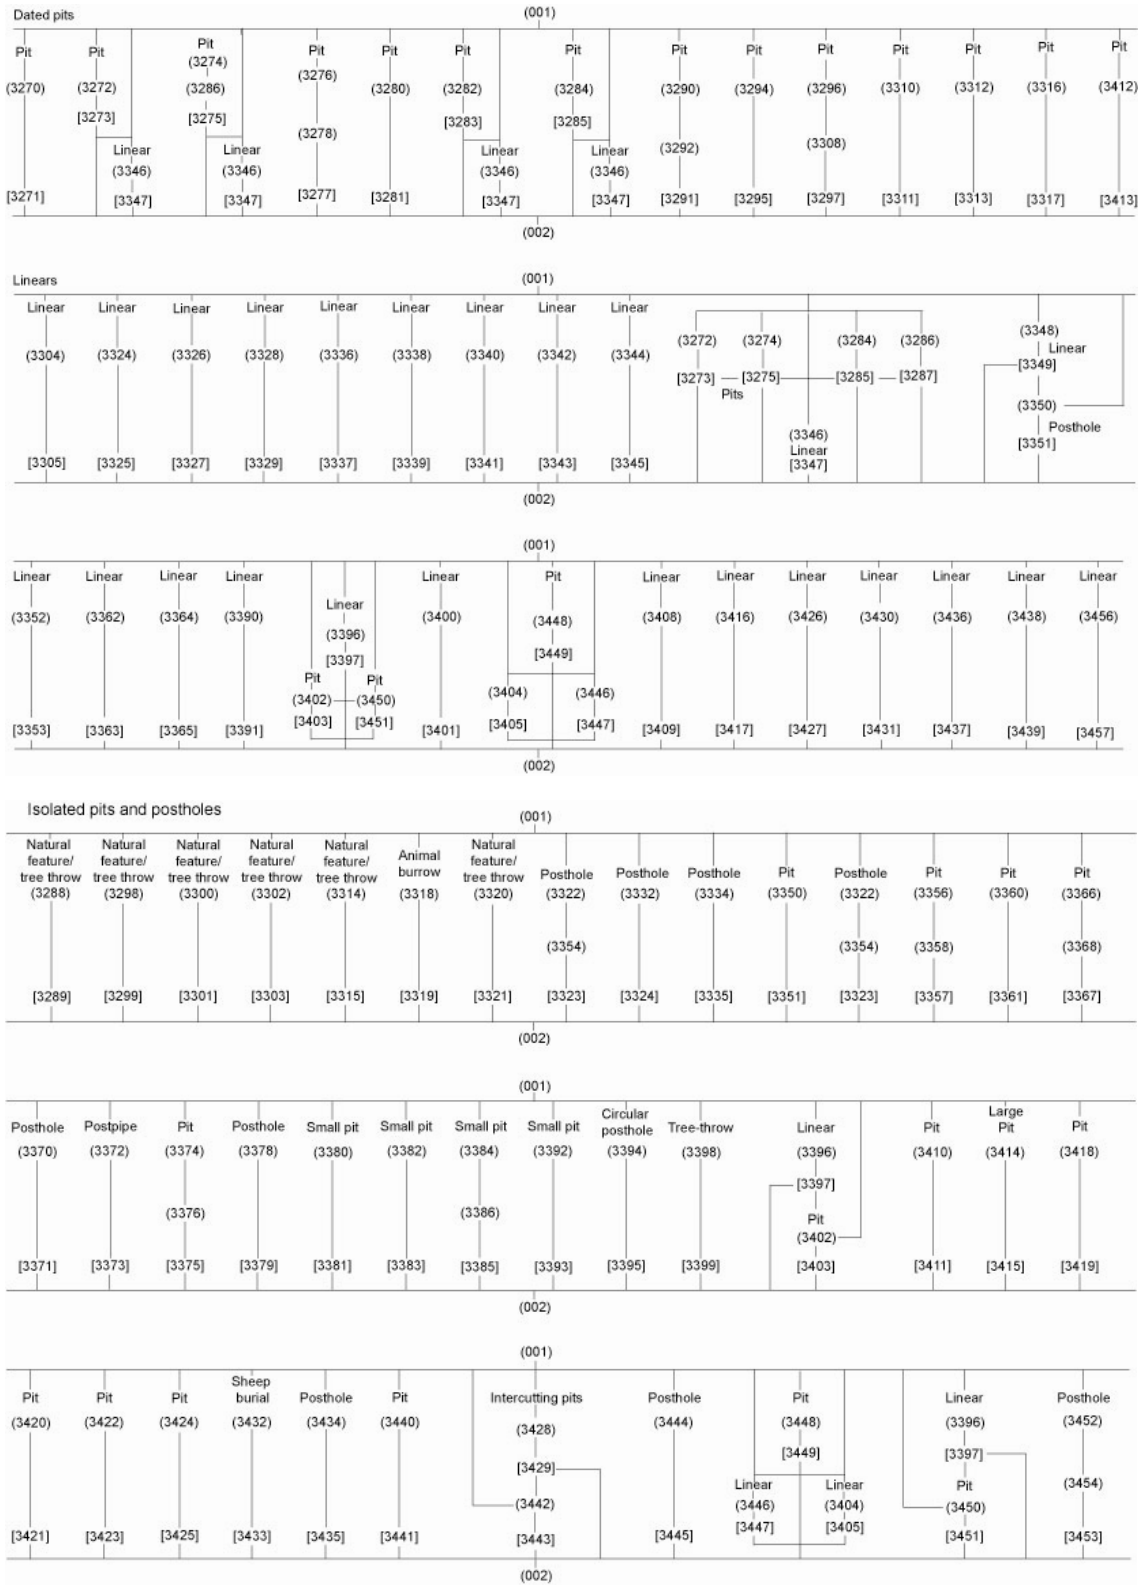 Dated pits
(001)
Pit Pit Pit Pit Pit Pit Pit Pit Pit Pit Pit Pit Pit Pit
(3270) (3272) (3274) (3276) (3280) (3282) (3284) (3290) (3294) (3296) (3310) (3312) (3316) (3412)
(3286)
[3273] [3275] (3278) [3283] [3285] (3292) (3308)
Linear Linear Linear Linear
(3346) (3346) (3346) (3346)
[3271] [3347] [3347] [3277] [3281] [3347] [3347] [3291] [3295] [3297] [3311] [3313] [3317] [3413]
(002)
Linears
(001)
Linear Linear Linear Linear Linear Linear Linear Linear Linear
(3304) (3324) (3326) (3328) (3336) (3338) (3340) (3342) (3344) (3272) (3274) (3284) (3286) (3348)
Linear
[3273] [3275] [3285] [3287] [3349]
Pits
(3350)
Posthole
(3346) [3351]
Linear
[3305] [3325] [3327] [3329] [3337] [3339] [3341] [3343] [3345] [3347]
(002)
(001)
Linear Linear Linear Linear Linear Pit Linear Linear Linear Linear Linear Linear Linear
Linear
(3352) (3362) (3364) (3390) (3400) (3448) (3408) (3416) (3426) (3430) (3436) (3438) (3456)
(3396)
[3397] [3449]
Pit Pit
(3402) (3450) (3404) (3446)
[3403] [3451] [3405] [3447]
[3353] [3363] [3365] [3391] [3401] [3409] [3417] [3427] [3431] [3437] [3439] [3457]
(002)
Isolated pits and postholes
(001)
Natural Natural Natural Natural Natural Animal Natural
feature/ feature/ feature/ feature/ feature/ burrow feature/
tree throw tree throw tree throw tree throw tree throw tree throw Posthole Posthole Posthole Pit Posthole Pit Pit Pit
(3288) (3298) (3300) (3302) (3314) (3318) (3320) (3322) (3332) (3334) (3350) (3322) (3356) (3360) (3366)
(3354) (3354) (3358) (3368)
[3289] [3299] [3301] [3303] [3315] [3319] [3321] [3323] [3324] [3335] [3351] [3323] [3357] [3361] [3367]
(002)
(001)
Circular Large
Posthole Postpipe Pit Posthole Small pit Small pit Small pit Small pit posthole Tree-throw Linear Pit Pit Pit
(3370) (3372) (3374) (3378) (3380) (3382) (3384) (3392) (3394) (3398) (3396) (3410) (3414) (3418)
[3397]
(3376) (3386) Pit
(3402)
[3371] [3373] [3375] [3379] [3381] [3383] [3385] [3393] [3395] [3399] [3403] [3411] [3415] [3419]
(002)
(001)
Sheep
Pit Pit Pit burial Posthole Pit Intercutting pits Posthole Pit Linear Posthole
(3420) (3422) (3424) (3432) (3434) (3440) (3428) (3444) (3448) (3396) (3452)
[3429] [3449] [3397]
Linear Linear Pit (3454)
(3442) (3446) (3404) (3450)
[3447] [3405]
[3421] [3423] [3425] [3433] [3435] [3441] [3443] [3445] [3451] [3453]
(002)